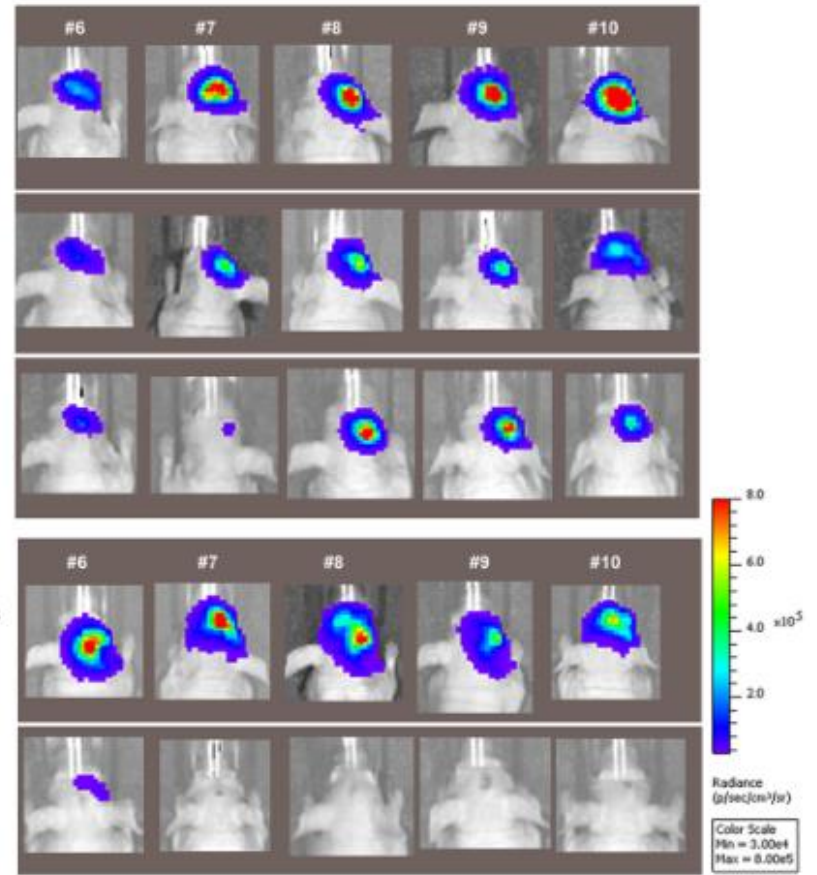 #6 #7 #8 #9 #10
#6 #7 #8 #9 #10
8.0
6.0
4.0 x10⁵
2.0
Radiance
(p/sec/cm²/sr)
Color Scale
Min = 3.00e4
Max = 8.00e5